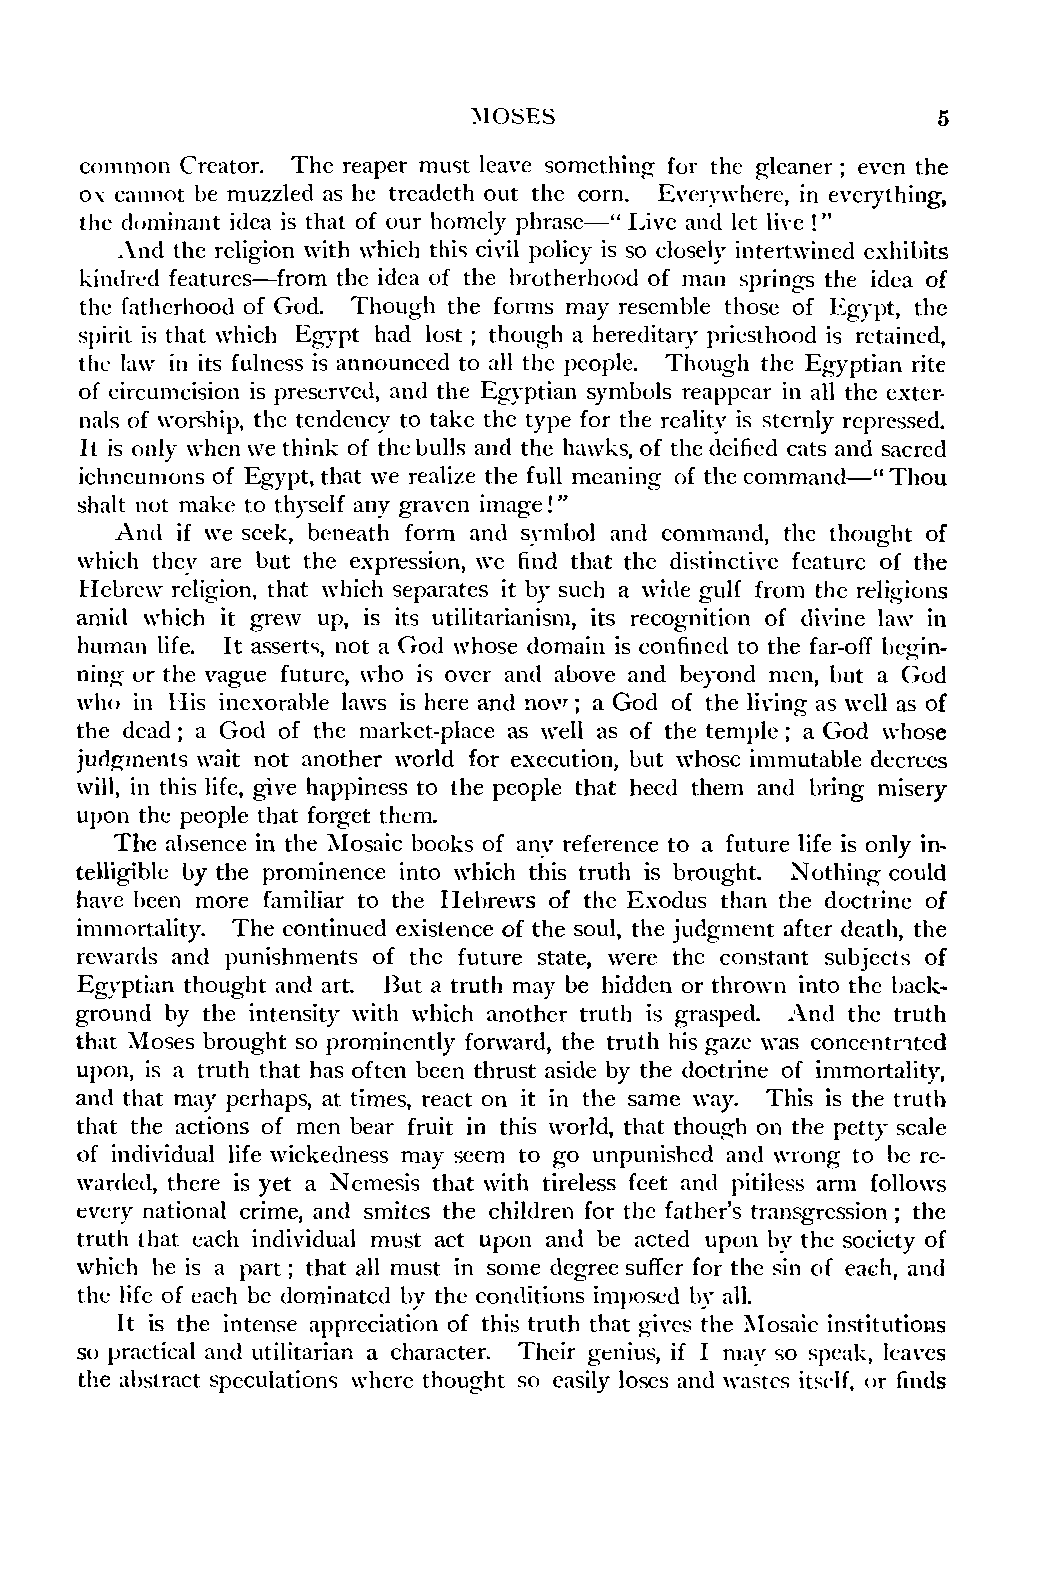 MOSES 5
common Creator. The reaper must leave something for the gleaner ; even the
ox cannot be muzzled as he treadeth out the corn. Everywhere, in everything,
the dominant idea is that of our homely phrase—“ Live and let live ! ”
And the religion with which this civil policy is so closely intertwined exhibits
kindred features—from the idea of the brotherhood of man springs the idea of
the fatherhood of God. Though the forms may resemble those of Egypt, the
spirit is that which Egypt had lost ; though a hereditary priesthood is retained,
the law in its fulness is announced to all the people. Though the Egyptian rite
of circumcision is preserved, and the Egyptian symbols reappear in all the exter-
nals of worship, the tendency to take the type for the reality is sternly repressed.
It is only when we think of the bulls and the hawks, of the deified cats and sacred
ichneumons of Egypt, that we realize the full meaning of the command—“ Thou
shalt not make to thyself any graven image ! ”
And if we seek, beneath form and symbol and command, the thought of
which they are but the expression, we find that the distinctive feature of the
Hebrew religion, that which separates it by such a wide gulf from the religions
amid which it grew up, is its utilitarianism, its recognition of divine law in
human life. It asserts, not a God whose domain is confined to the far-off begin-
ning or the vague future, who is over and above and beyond men, but a God
who in His inexorable laws is here and now ; a God of the living as well as of
the dead ; a God of the market-place as well as of the temple ; a God whose
judgments wait not another world for execution, but whose immutable decrees
will, in this life, give happiness to the people that heed them and bring misery
upon the people that forget them.
The absence in the Mosaic books of any reference to a future life is only in-
telligible by the prominence into which this truth is brought. Nothing could
have been more familiar to the Hebrews of the Exodus than the doctrine of
immortality. The continued existence of the soul, the judgment after death, the
rewards and punishments of the future state, were the constant subjects of
Egyptian thought and art. But a truth may be hidden or thrown into the back-
ground by the intensity with which another truth is grasped. And the truth
that Moses brought so prominently forward, the truth his gaze was concentrated
upon, is a truth that has often been thrust aside by the doctrine of immortality,
and that may perhaps, at times, react on it in the same way. This is the truth
that the actions of men bear fruit in this world, that though on the petty scale
of individual life wickedness may seem to go unpunished and wrong to be re-
warded, there is yet a Nemesis that with tireless feet and pitiless arm follows
every national crime, and smites the children for the father’s transgression ; the
truth that each individual must act upon and be acted upon by the society of
which he is a part ; that all must in some degree suffer for the sin of each, and
the life of each be dominated by the conditions imposed by all.
It is the intense appreciation of this truth that gives the Mosaic institutions
so practical and utilitarian a character. Their genius, if I may so speak, leaves
the abstract speculations where thought so easily loses and wastes itself, or finds